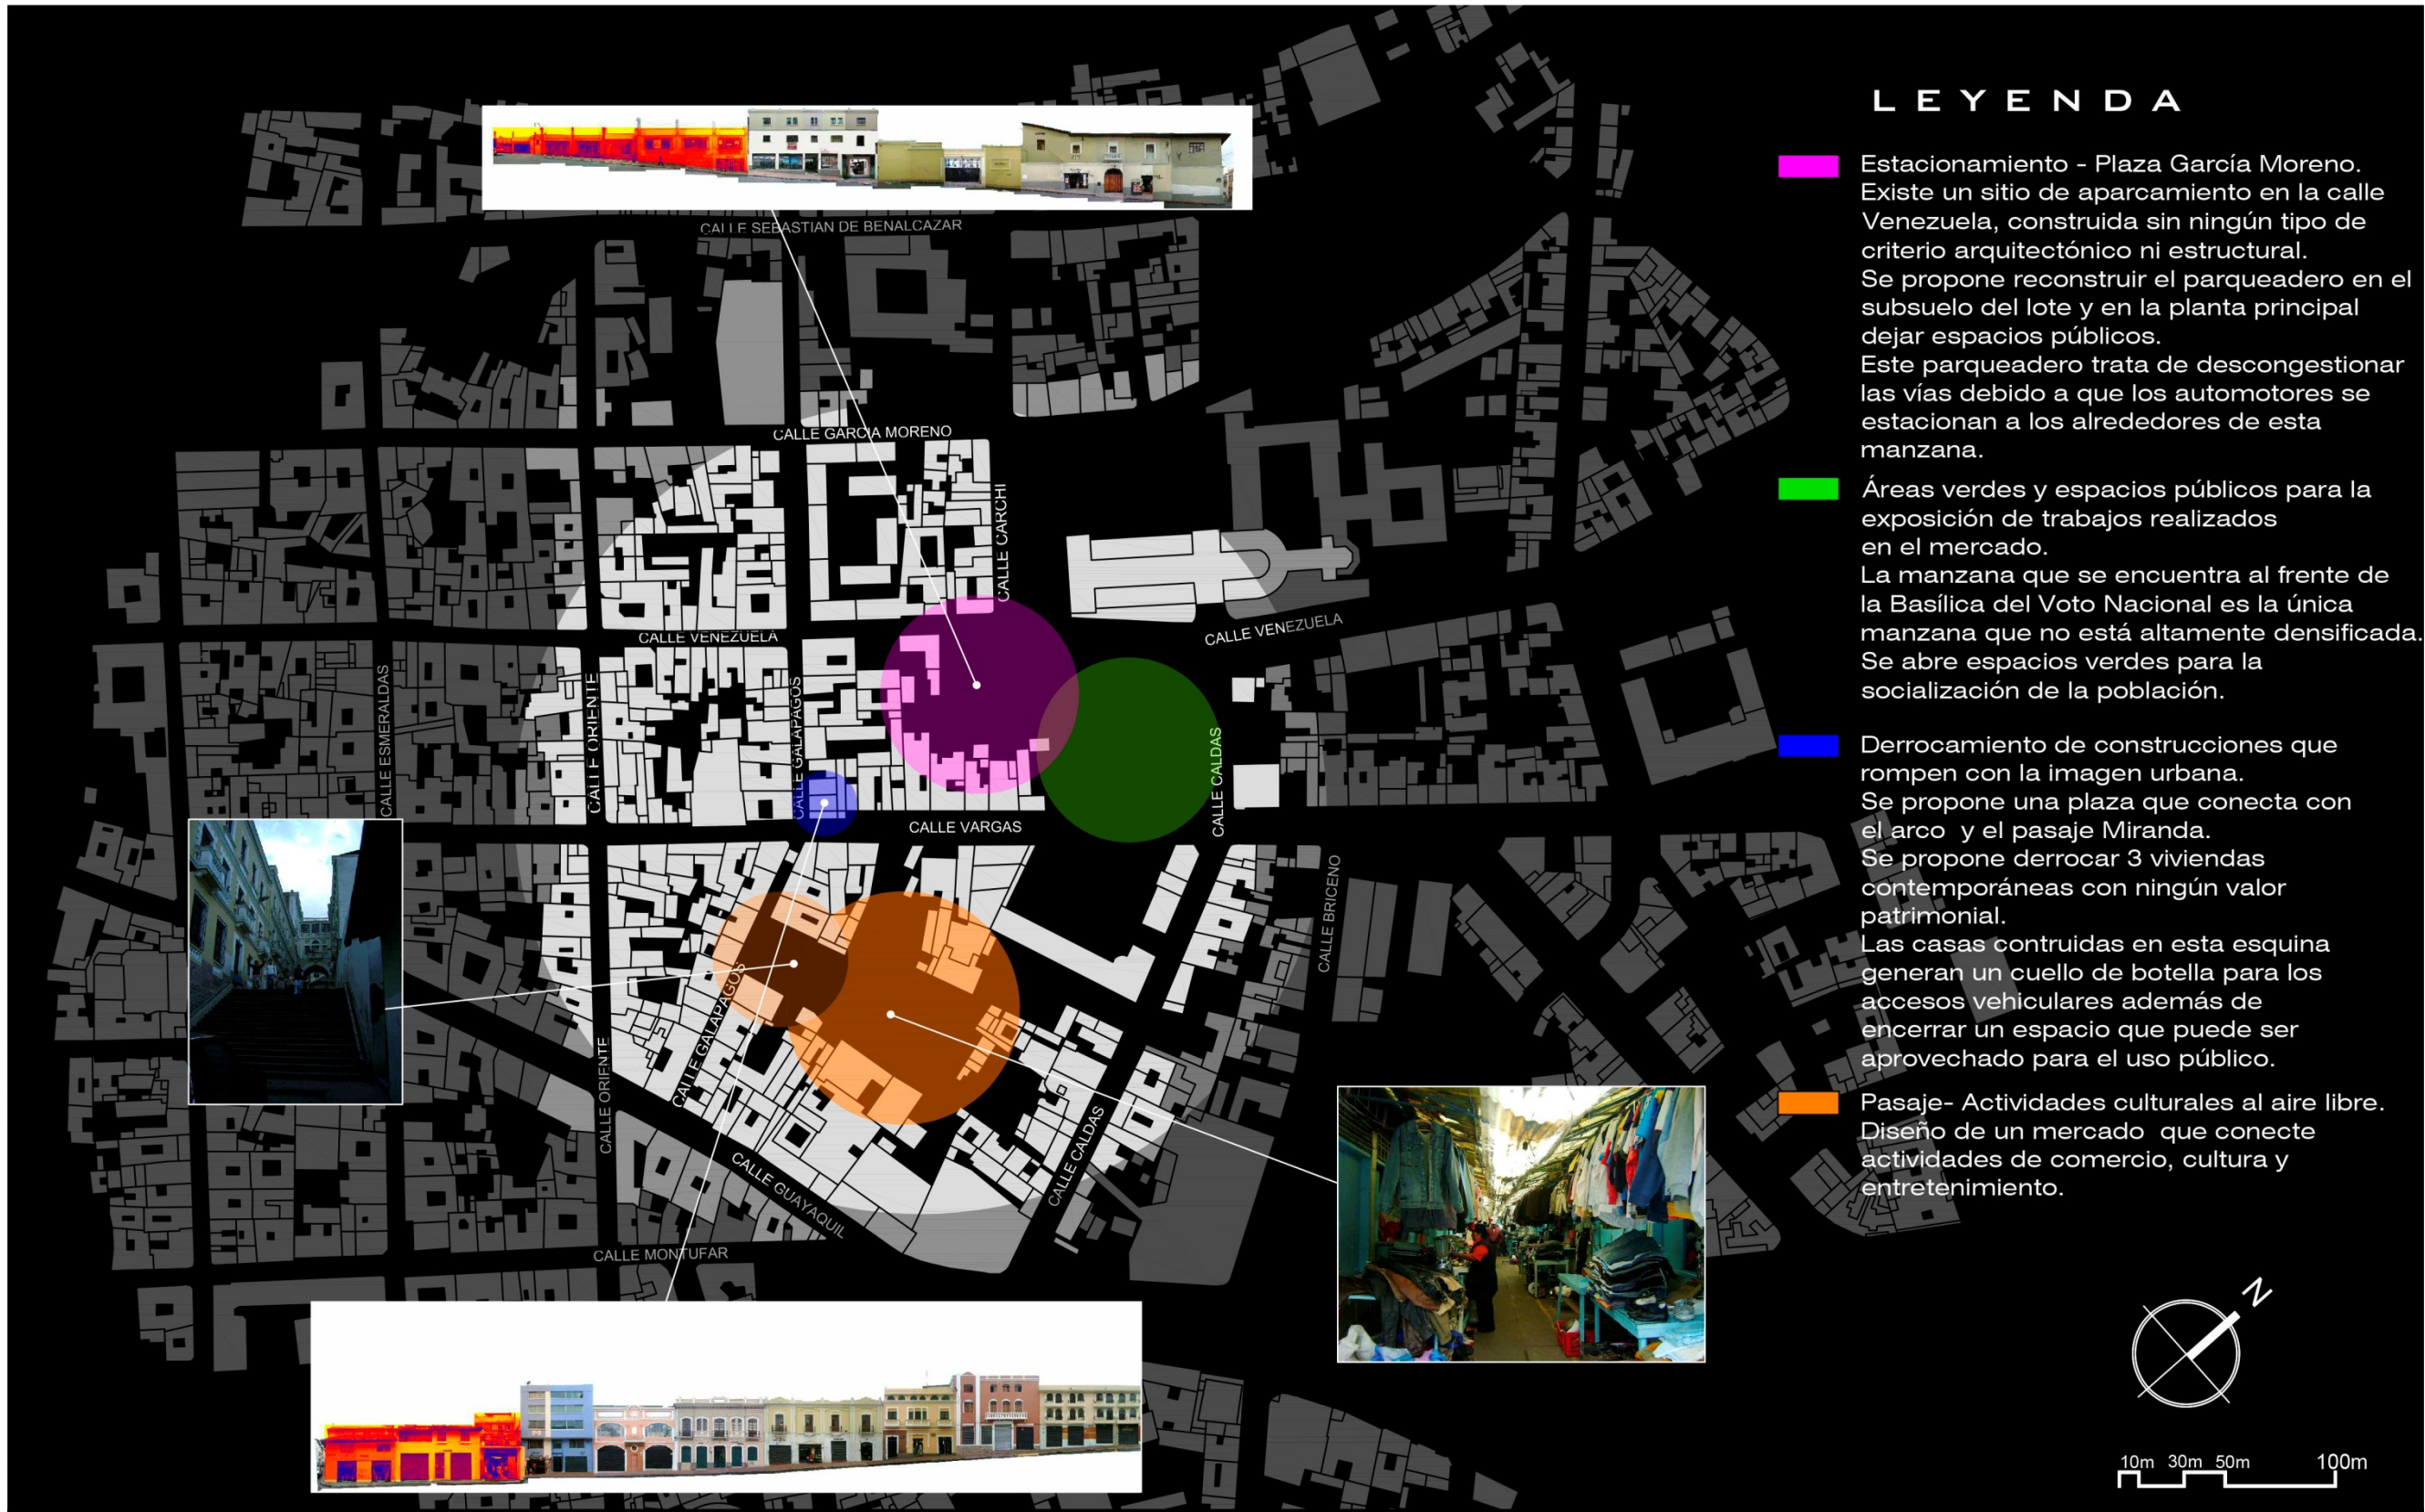 LEYENDA
Estacionamiento - Plaza García Moreno.
Existe un sitio de aparcamiento en la calle
Venezuela, construida sin ningún tipo de
criterio arquitectónico ni estructural.
Se propone reconstruir el parqueadero en el
subsuelo del lote y en la planta principal
dejar espacios públicos.
Este parqueadero trata de descongestionar
las vías debido a que los automotores se
estacionan a los alrededores de esta
manzana.
Áreas verdes y espacios públicos para la
exposición de trabajos realizados
en el mercado.
La manzana que se encuentra al frente de
la Basílica del Voto Nacional es la única
manzana que no está altamente densificada.
Se abre espacios verdes para la
socialización de la población.
Derrocamiento de construcciones que
rompen con la imagen urbana.
Se propone una plaza que conecta con
el arco y el pasaje Miranda.
Se propone derrocar 3 viviendas
contemporáneas con ningún valor
patrimonial.
Las casas contruidas en esta esquina
generan un cuello de botella para los
accesos vehiculares además de
encerrar un espacio que puede ser
aprovechado para el uso público.
Pasaje- Actividades culturales al aire libre.
Diseño de un mercado que conecte
actividades de comercio, cultura y
entretenimiento.
CALLE SEBASTIAN DE BENALCAZAR
CALLE GARCIA MORENO
CALLE CARCHI
CALLE VENEZUELA
CALLE VENEZUELA
CALLE ESMERALDAS
CALLE ORIENTE
CALLE GALAPAGOS
CALLE CALDAS
CALLE VARGAS
CALLE BRICENO
CALLE GALAPAGOS
CALLE ORIENTE
CALLE GUAYAQUIL
CALLE CALDAS
CALLE MONTUFAR
N
10m 30m 50m 100m